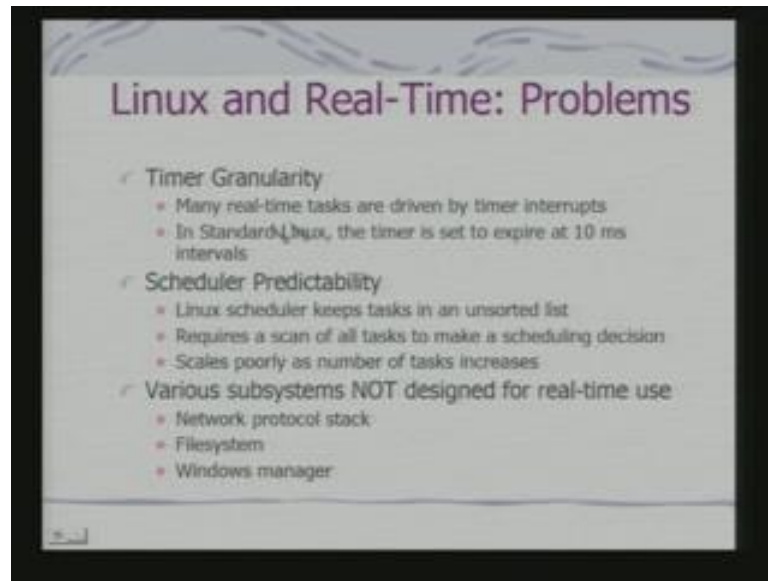 Linux and Real-Time: Problems
Timer Granularity
Many real-time tasks are driven by timer interrupts
In Standard Linux, the timer is set to expire at 10 ms
intervals
Scheduler Predictability
Linux scheduler keeps tasks in an unsorted list
Requires a scan of all tasks to make a scheduling decision
Scales poorly as number of tasks increases
Various subsystems NOT designed for real-time use
Network protocol stack
Filesystem
Windows manager